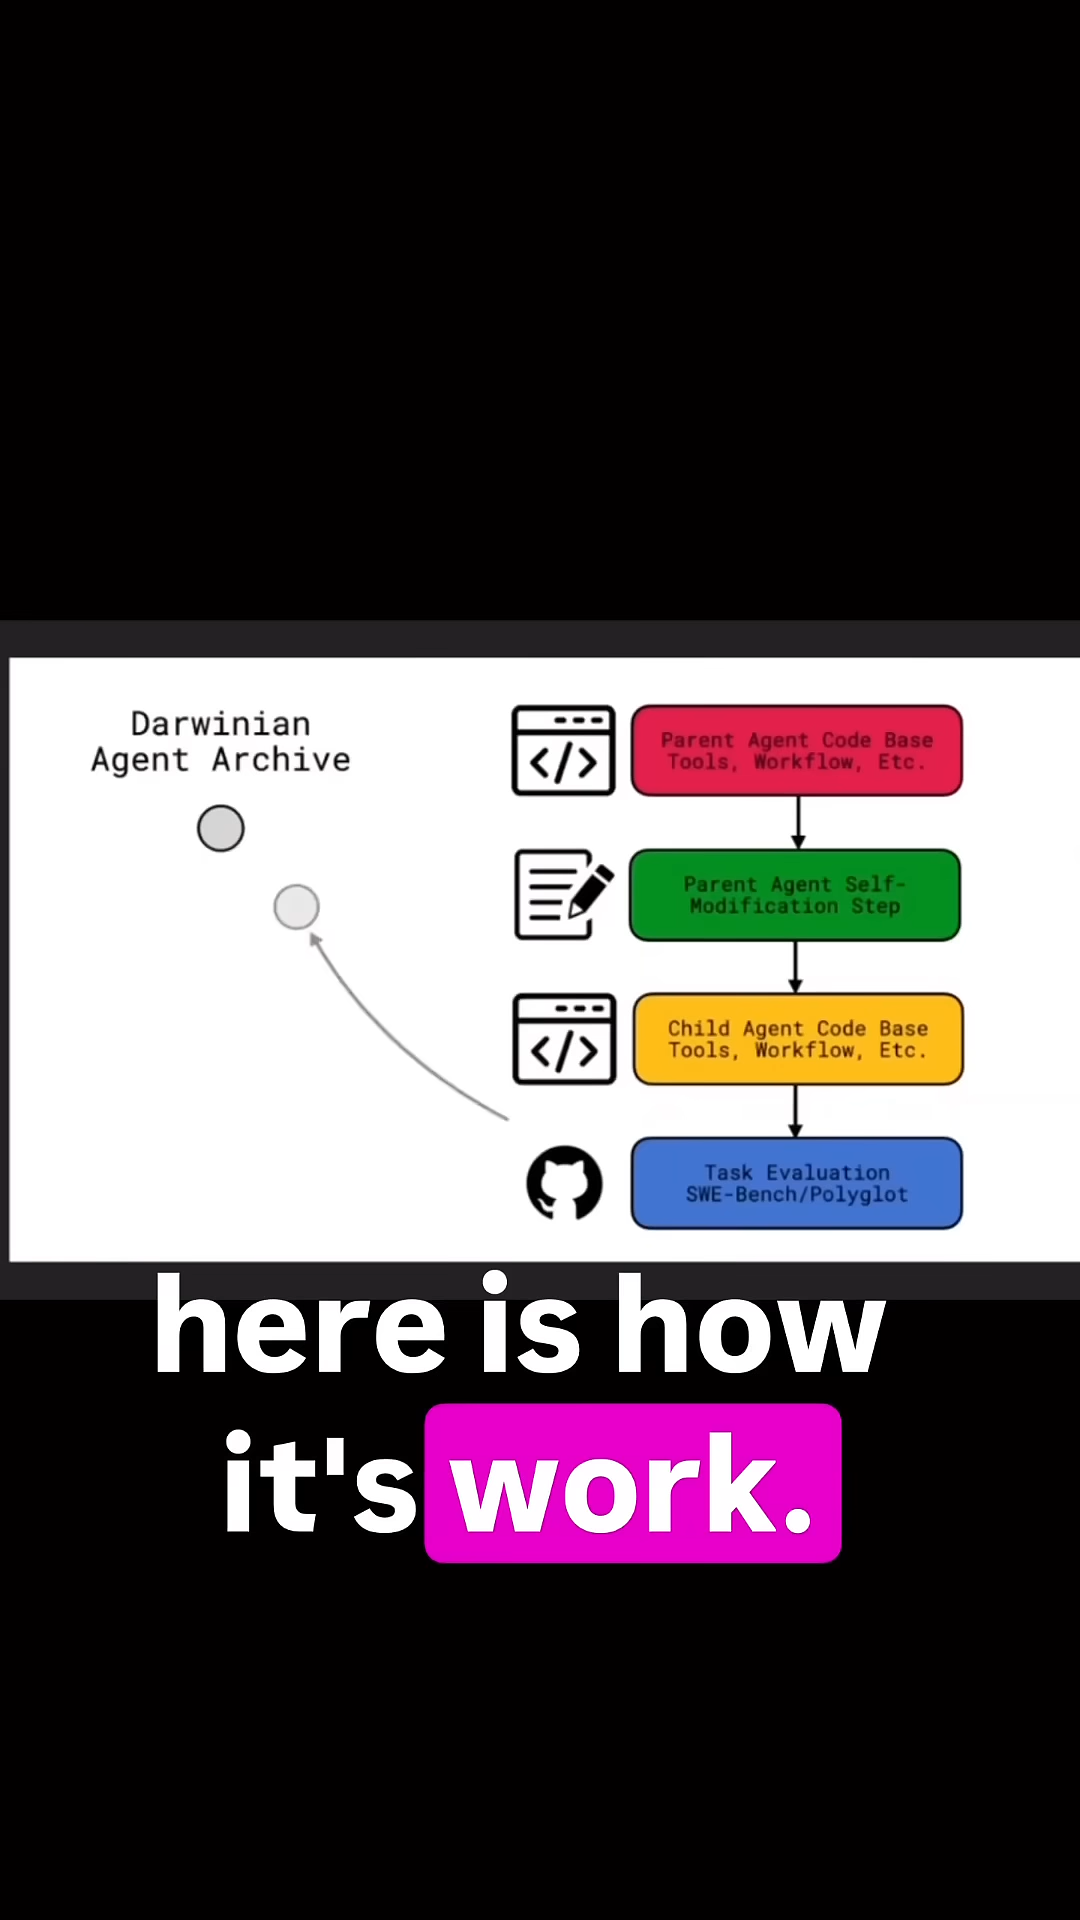 Darwinian
Agent Archive
Parent Agent Code Base
Tools, Workflow, Etc.
Parent Agent Self-
Modification Step
Child Agent Code Base
Tools, Workflow, Etc.
Task Evaluation
SWE-Bench/Polyglot
here is how
it's work.